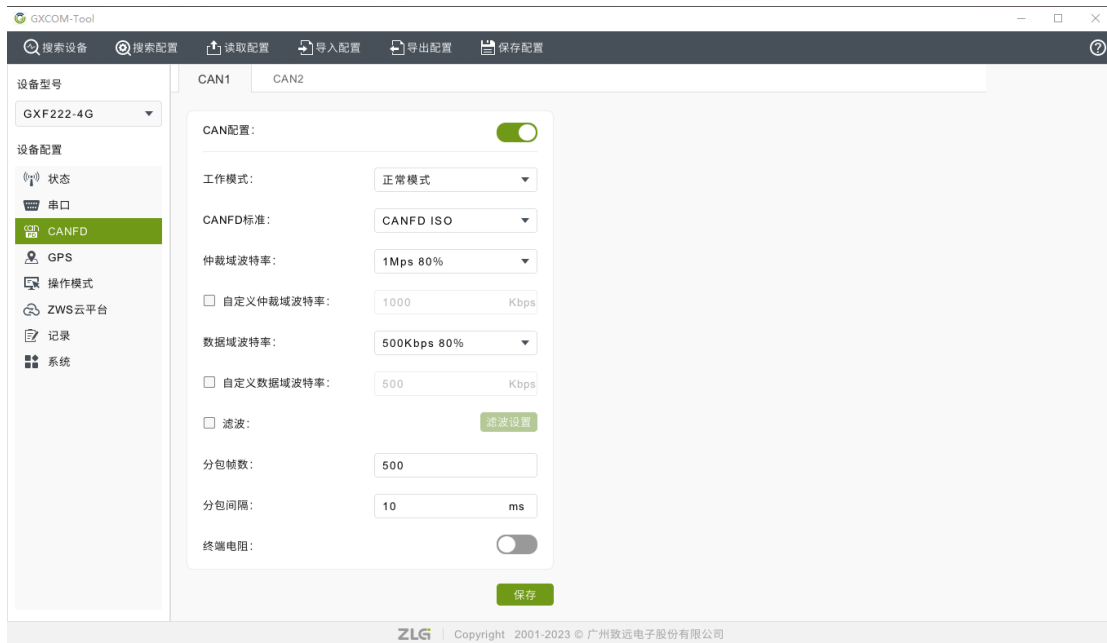 GXCOM-Tool
搜索设备 搜索配置 读取配置 导入配置 导出配置 保存配置
设备型号
GXF222-4G
设备配置
状态
串口
CANFD
GPS
操作模式
ZWS云平台
记录
系统
CAN1 CAN2
CAN配置：
工作模式： 正常模式
CANFD标准： CANFD ISO
仲裁域波特率： 1Mps 80%
自定义仲裁域波特率： 1000 Kbps
数据域波特率： 500Kbps 80%
自定义数据域波特率： 500 Kbps
滤波： 滤波设置
分包帧数： 500
分包间隔： 10 ms
终端电阻：
保存
ZLG Copyright 2001-2023 © 广州致远电子股份有限公司